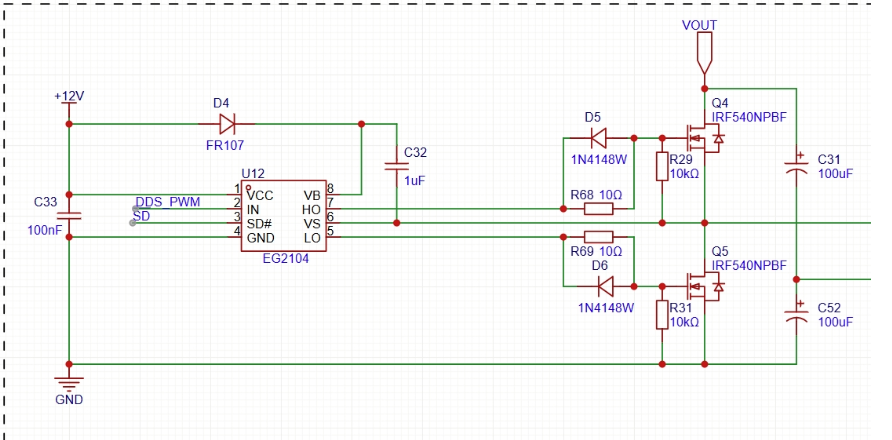 VOUT
+12V
D4
FR107
C32
1uF
U12
C33
100nF
DDS_PWM
SD
1
2
3
4
VCC
IN
SD#
GND
VB
HO
VS
LO
8
7
6
5
EG2104
D5
1N4148W
R68 10Ω
R29
10kΩ
Q4
IRF540NPBF
C31
100uF
R69 10Ω
D6
1N4148W
R31
10kΩ
Q5
IRF540NPBF
C52
100uF
GND